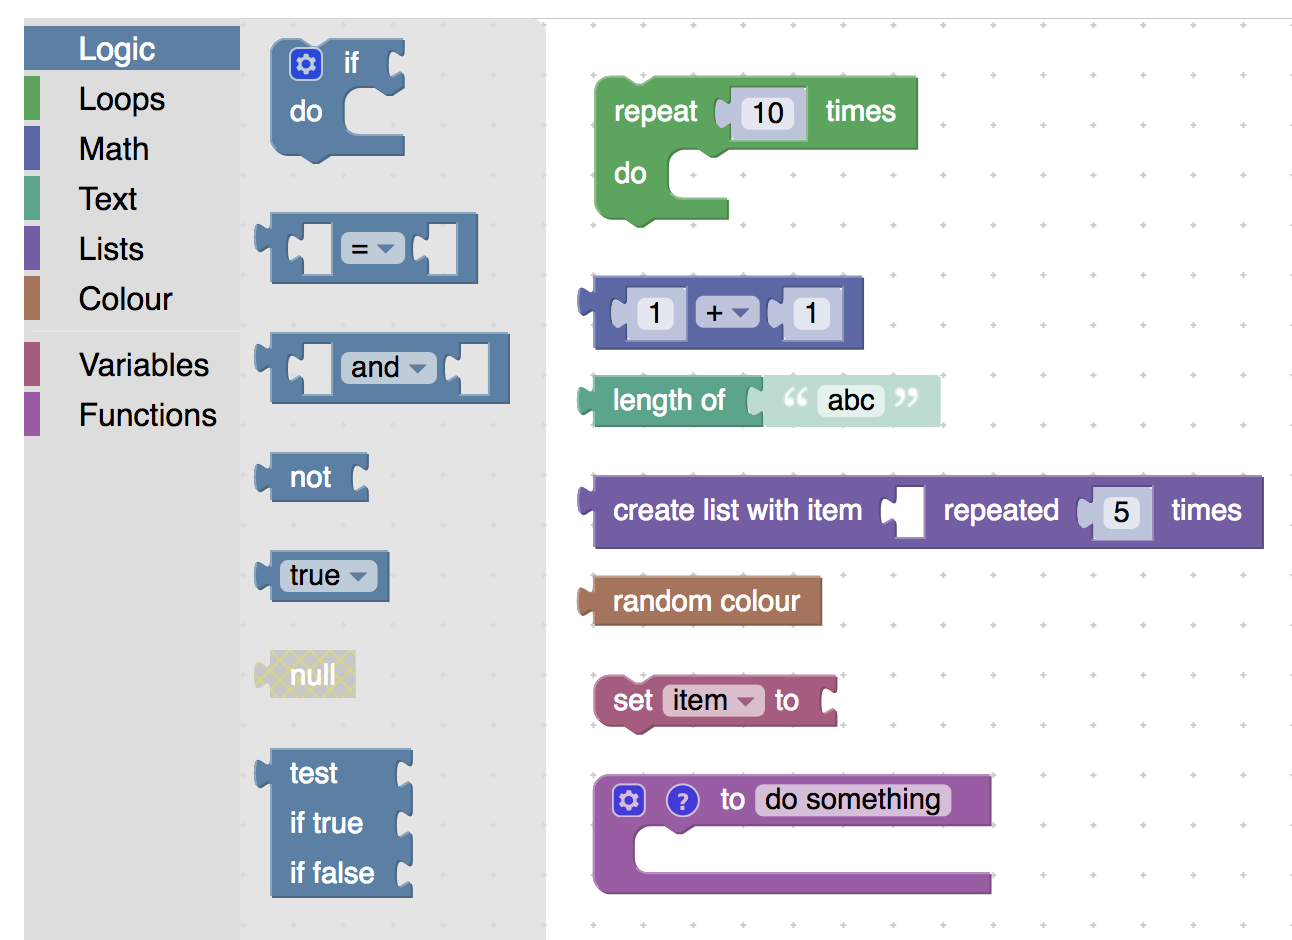 Logic
Loops
Math
Text
Lists
Colour
Variables
Functions
if
do
=
and
not
true
null
test
if true
if false
repeat 10 times
do
1 + 1
length of “ abc ”
create list with item repeated 5 times
random colour
set item to
? to do something